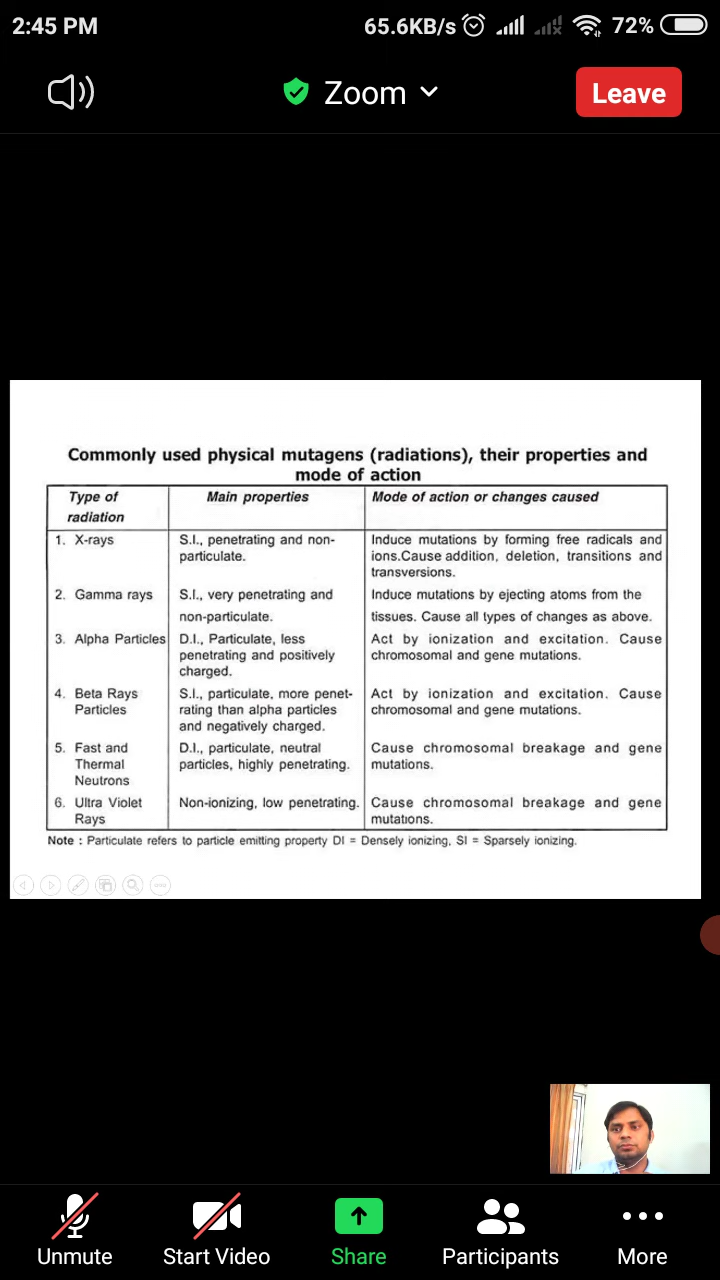 2:45 PM 65.6KB/s 72%
Zoom
Leave
Commonly used physical mutagens (radiations), their properties and
mode of action
Type of radiation
Main properties
Mode of action or changes caused
1. X-rays
S.I., penetrating and non-
particulate.
Induce mutations by forming free radicals and
ions.Cause addition, deletion, transitions and
transversions.
2. Gamma rays
S.I., very penetrating and
non-particulate.
Induce mutations by ejecting atoms from the
tissues. Cause all types of changes as above.
3. Alpha Particles
D.I., Particulate, less
penetrating and positively
charged.
Act by ionization and excitation. Cause
chromosomal and gene mutations.
4. Beta Rays
Particles
S.I., particulate, more penet-
rating than alpha particles
and negatively charged.
Act by ionization and excitation. Cause
chromosomal and gene mutations.
5. Fast and
Thermal
Neutrons
D.I., particulate, neutral
particles, highly penetrating.
Cause chromosomal breakage and gene
mutations.
6. Ultra Violet
Rays
Non-ionizing, low penetrating.
Cause chromosomal breakage and gene
mutations.
Note : Particulate refers to particle emitting property DI = Densely ionizing, SI = Sparsely ionizing.
Unmute
Start Video
Share
Participants
More